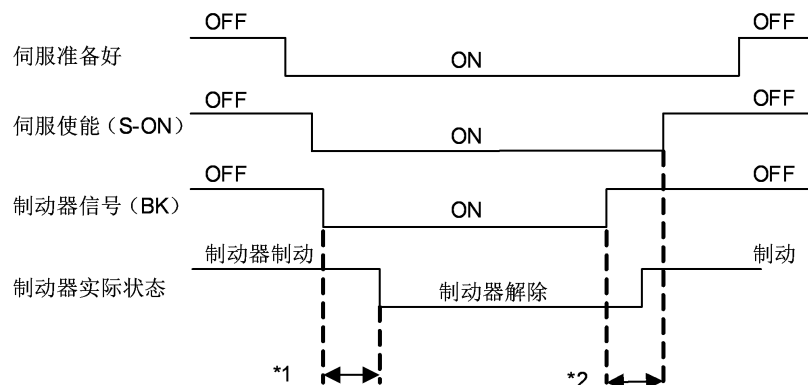 OFF OFF
伺服准备好 ON
OFF OFF
伺服使能（S-ON） ON
OFF OFF
制动器信号（BK） ON
制动器制动 制动
制动器实际状态 制动器解除
*1 *2